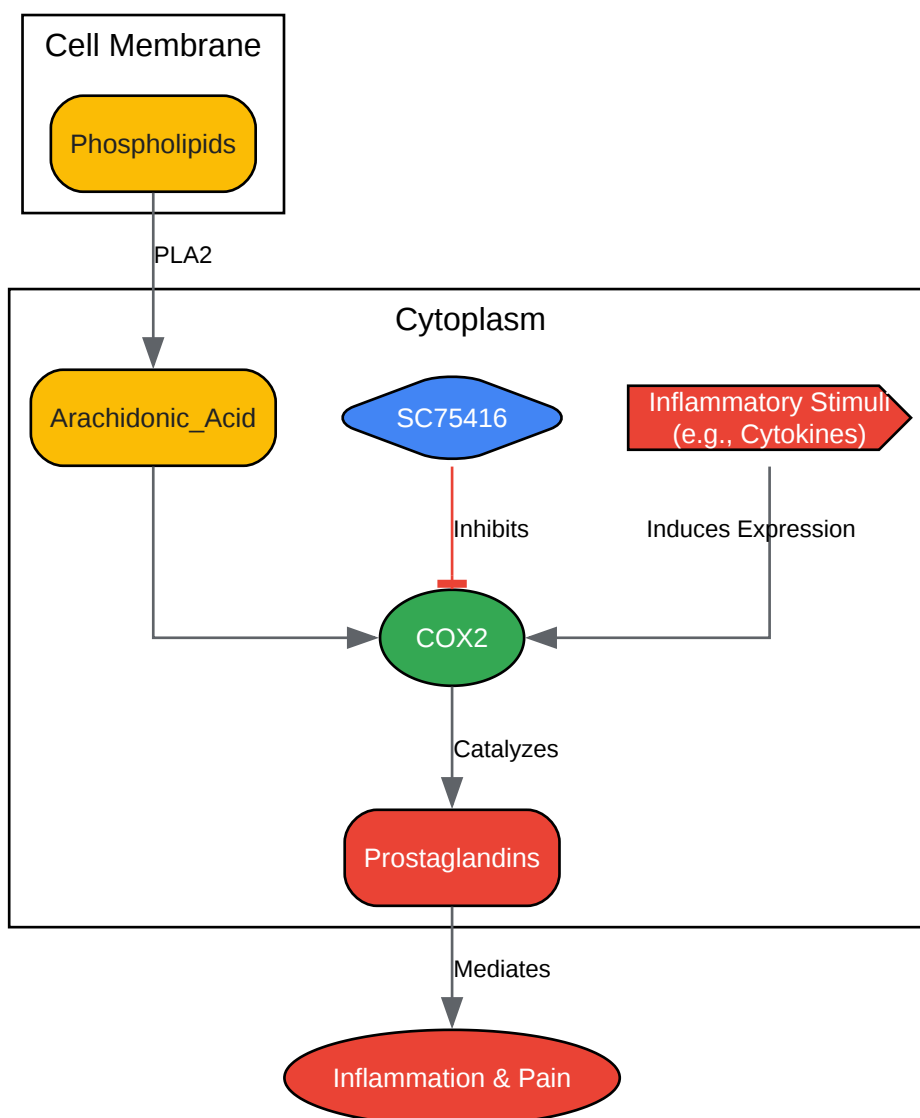 Cell Membrane
Phospholipids
PLA2
Cytoplasm
Arachidonic_Acid
SC75416
Inflammatory Stimuli
(e.g., Cytokines)
Inhibits
Induces Expression
COX2
Catalyzes
Prostaglandins
Mediates
Inflammation & Pain